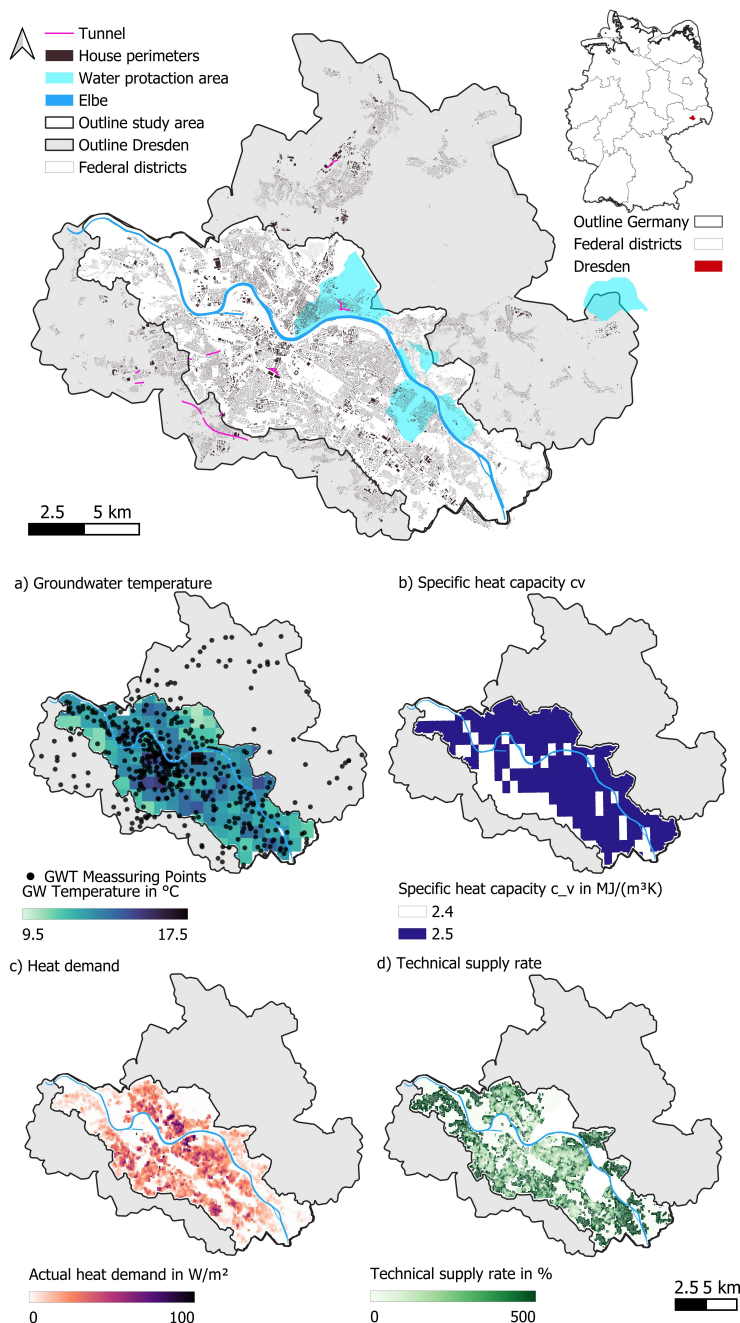 Tunnel
House perimeters
Water protaction area
Elbe
Outline study area
Outline Dresden
Federal districts
Outline Germany
Federal districts
Dresden
2.5 5 km
a) Groundwater temperature
b) Specific heat capacity cv
GWT Meassuring Points
GW Temperature in °C
9.5 17.5
Specific heat capacity c_v in MJ/(m³K)
2.4
2.5
c) Heat demand
d) Technical supply rate
Actual heat demand in W/m²
0 100
Technical supply rate in %
0 500
2.5 5 km